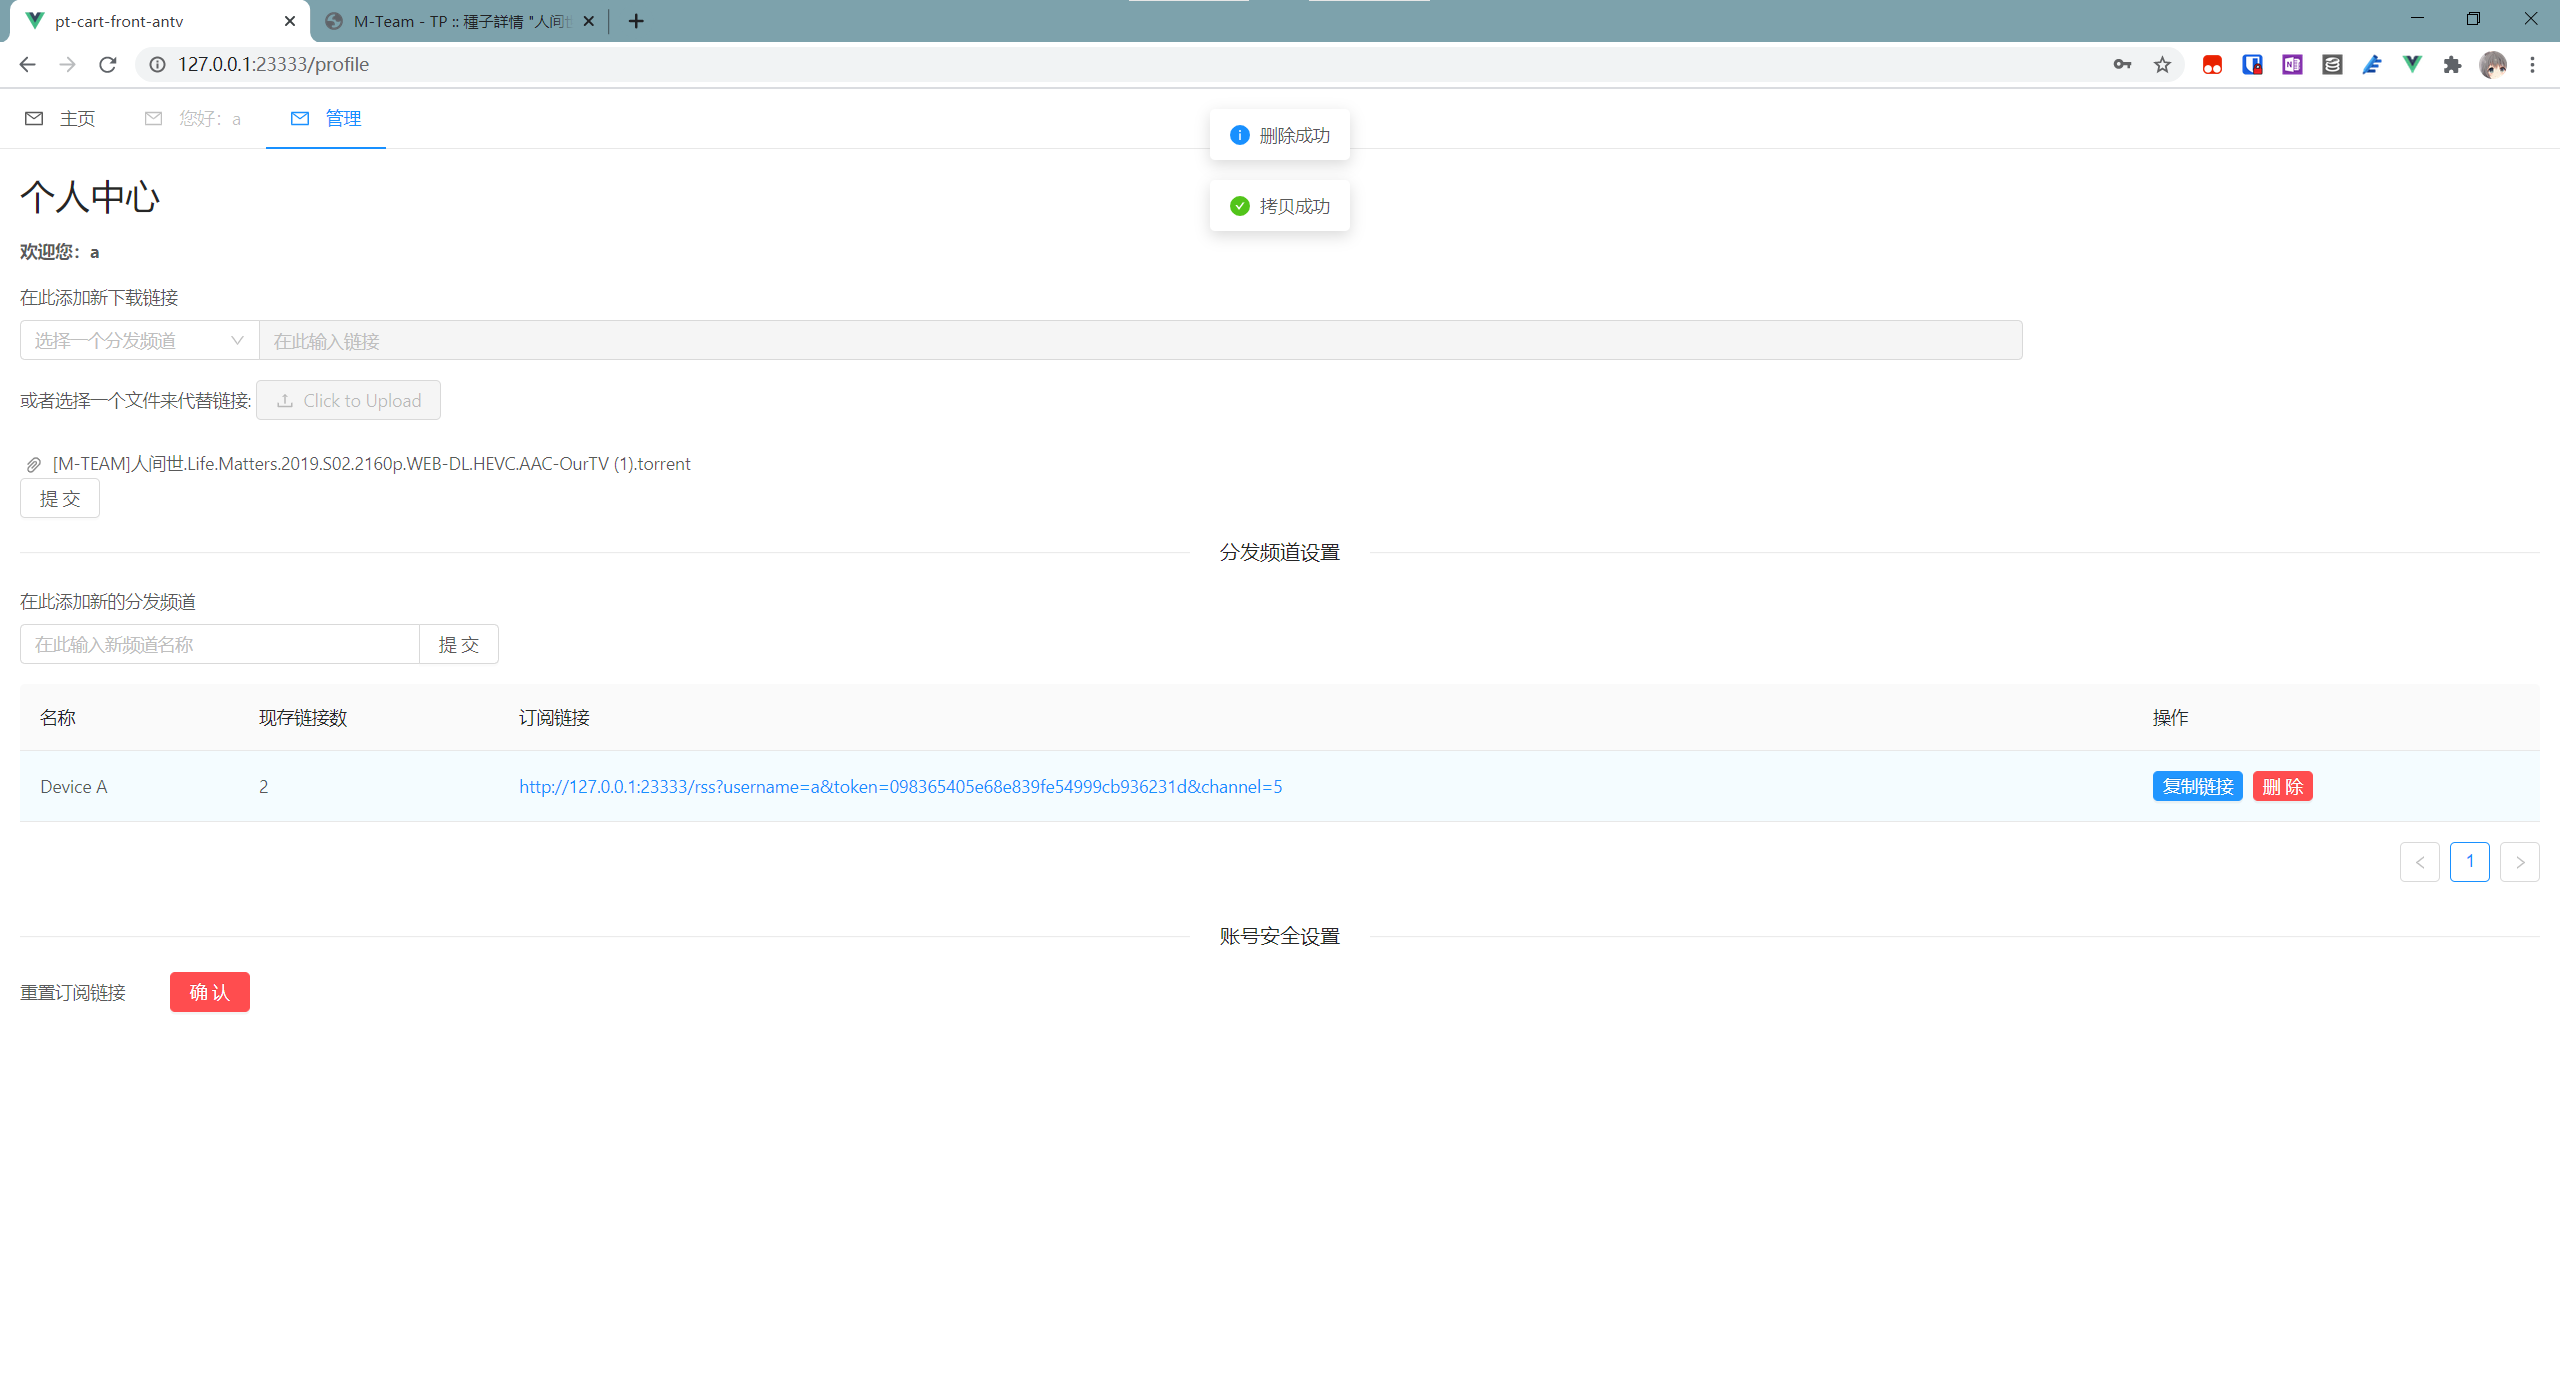 pt-cart-front-antv
M-Team - TP :: 種子詳情 "人间世
127.0.0.1:23333/profile
主页
您好：a
管理
删除成功
拷贝成功
个人中心
欢迎您：a
在此添加新下载链接
选择一个分发频道
在此输入链接
或者选择一个文件来代替链接:
Click to Upload
[M-TEAM]人间世.Life.Matters.2019.S02.2160p.WEB-DL.HEVC.AAC-OurTV (1).torrent
提 交
分发频道设置
在此添加新的分发频道
在此输入新频道名称
提 交
名称
现存链接数
订阅链接
操作
Device A
2
http://127.0.0.1:23333/rss?username=a&token=098365405e68e839fe54999cb936231d&channel=5
复制链接
删 除
1
账号安全设置
重置订阅链接
确 认